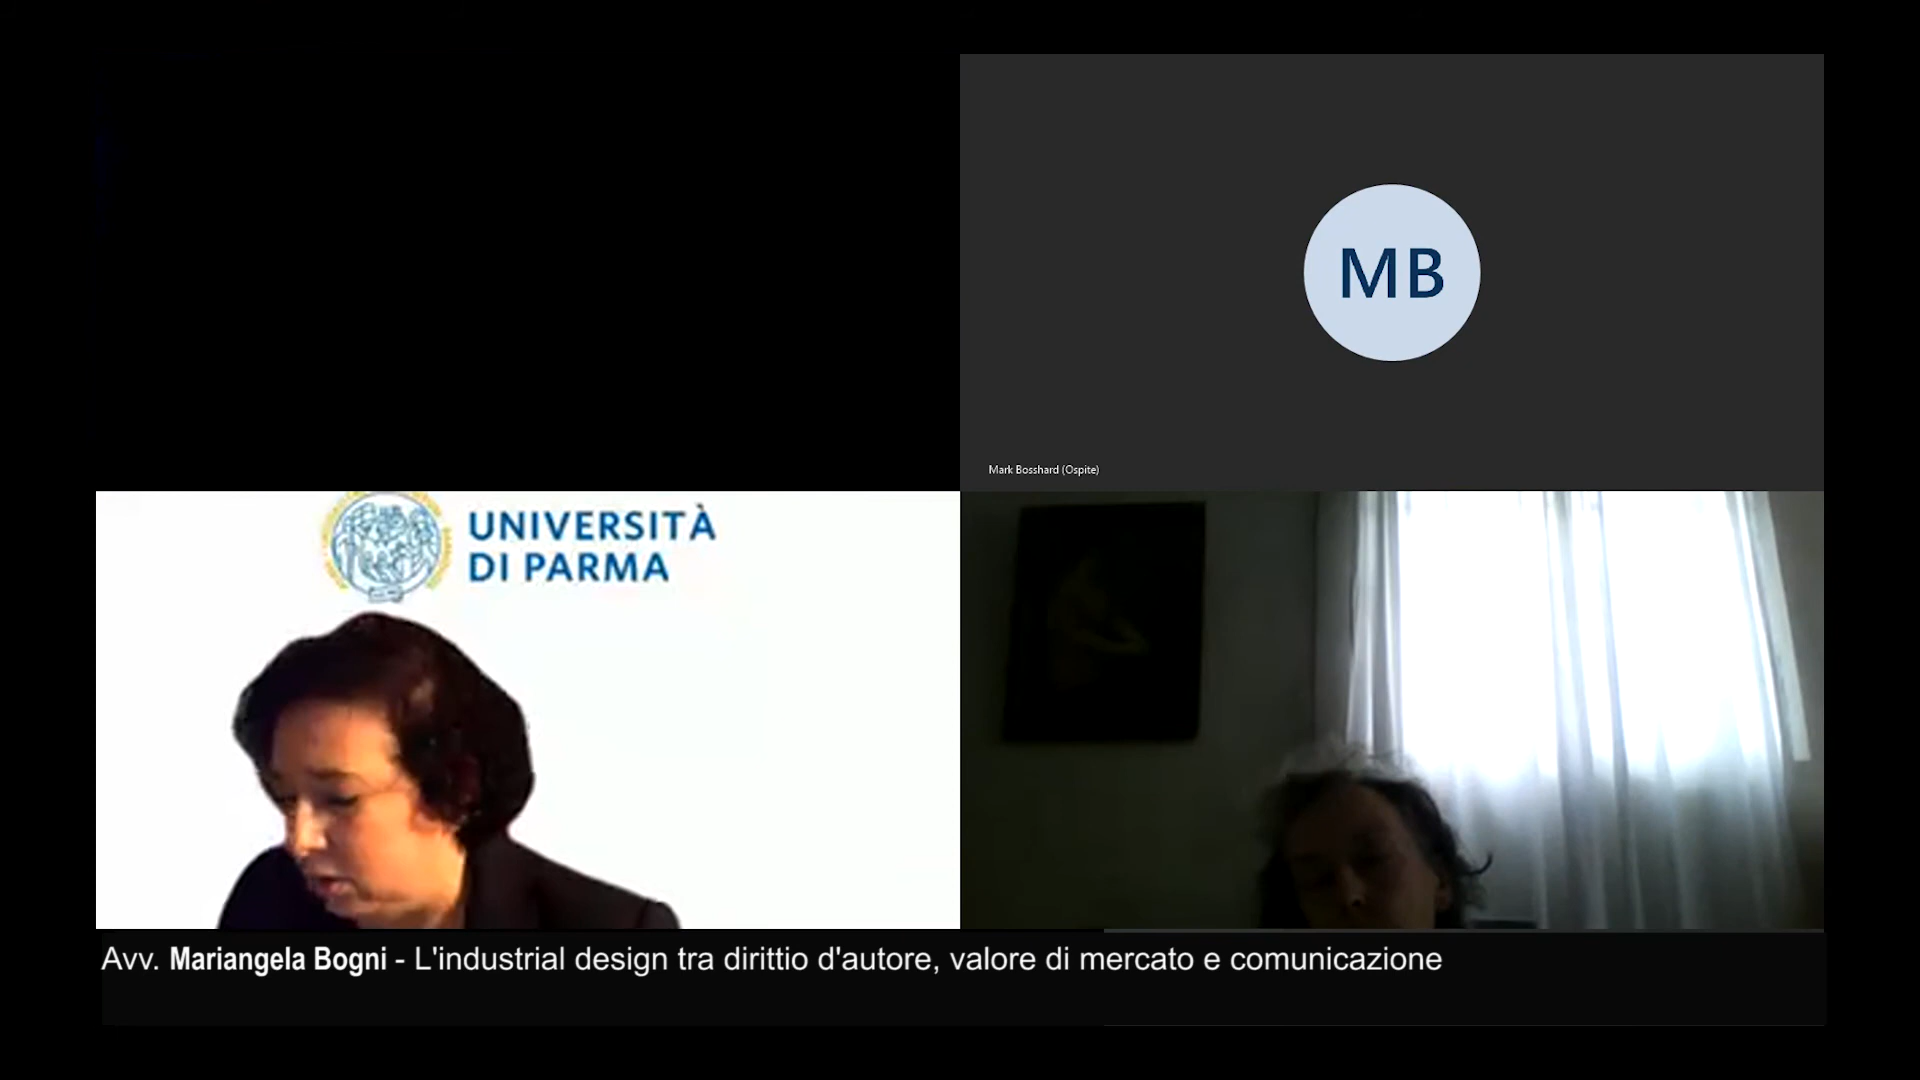 MB
Mark Bosshard (Ospite)
UNIVERSITÀ
DI PARMA
Avv. Mariangela Bogni - L'industrial design tra dirittio d'autore, valore di mercato e comunicazione